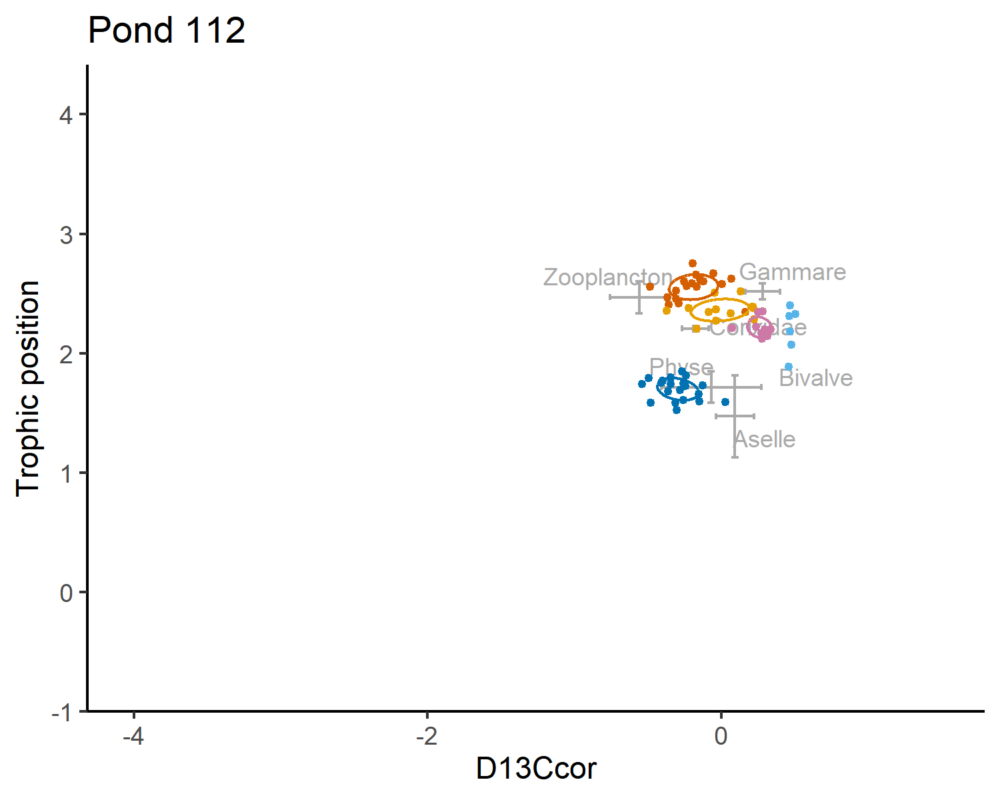 Pond 112
4
3
2
1
0
-1
Trophic position
Zooplancton
Gammare
Corixidae
Physe
Bivalve
Aselle
-4
-2
0
D13Ccor